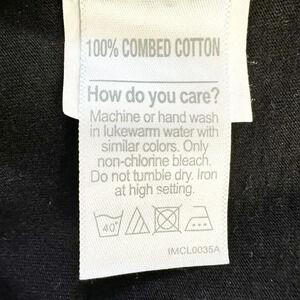 100% COMBED COTTON
How do you care?
Machine or hand wash
in lukewarm water with
similar colors. Only
non-chlorine bleach.
Do not tumble dry. Iron
at high setting.
40°
IMCL0035A